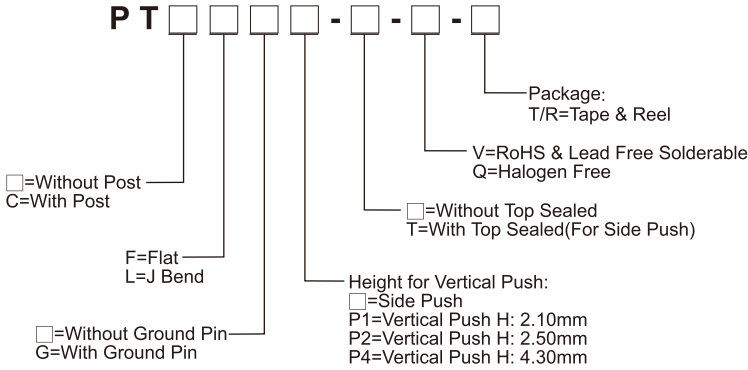 PT□□□□-□-□-□
Package:
T/R=Tape & Reel
V=RoHS & Lead Free Solderable
Q=Halogen Free
□=Without Post
C=With Post
□=Without Top Sealed
T=With Top Sealed(For Side Push)
F=Flat
L=J Bend
Height for Vertical Push:
□=Side Push
P1=Vertical Push H: 2.10mm
P2=Vertical Push H: 2.50mm
P4=Vertical Push H: 4.30mm
□=Without Ground Pin
G=With Ground Pin